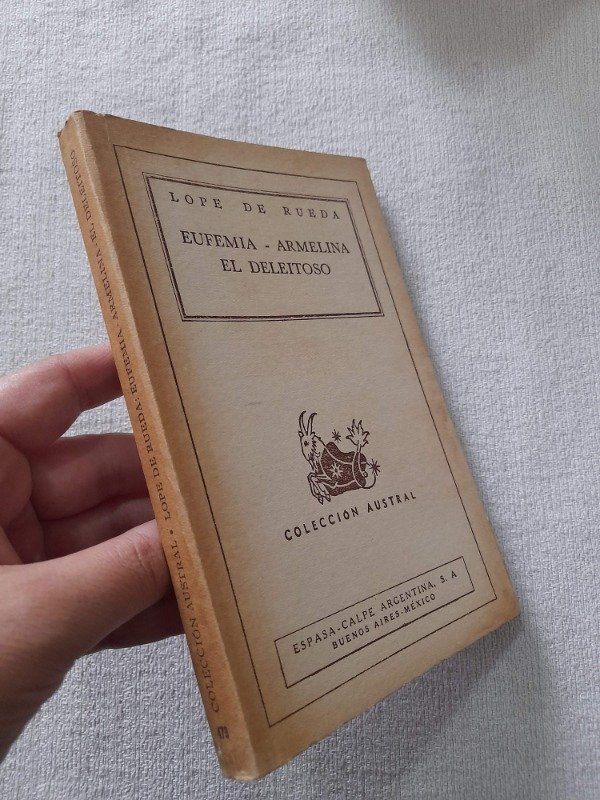 LOPE DE RUEDA
EUFEMIA - ARMELINA
EL DELEITOSO
COLECCIÓN AUSTRAL
ESPASA-CALPE ARGENTINA, S. A
BUENOS AIRES-MÉXICO
COLECCIÓN AUSTRAL • LOPE DE RUEDA: EUFEMIA - ARMELINA - EL DELEITOSO